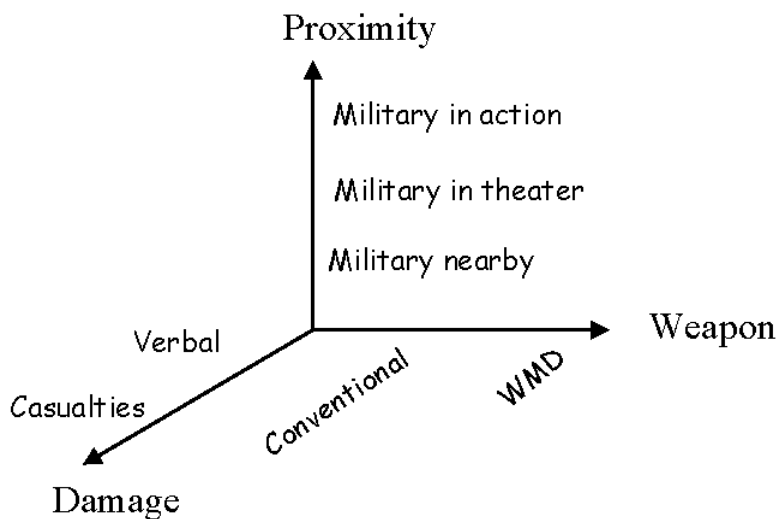 Proximity
Military in action
Military in theater
Military nearby
Weapon
Verbal
Conventional
WMD
Casualties
Damage